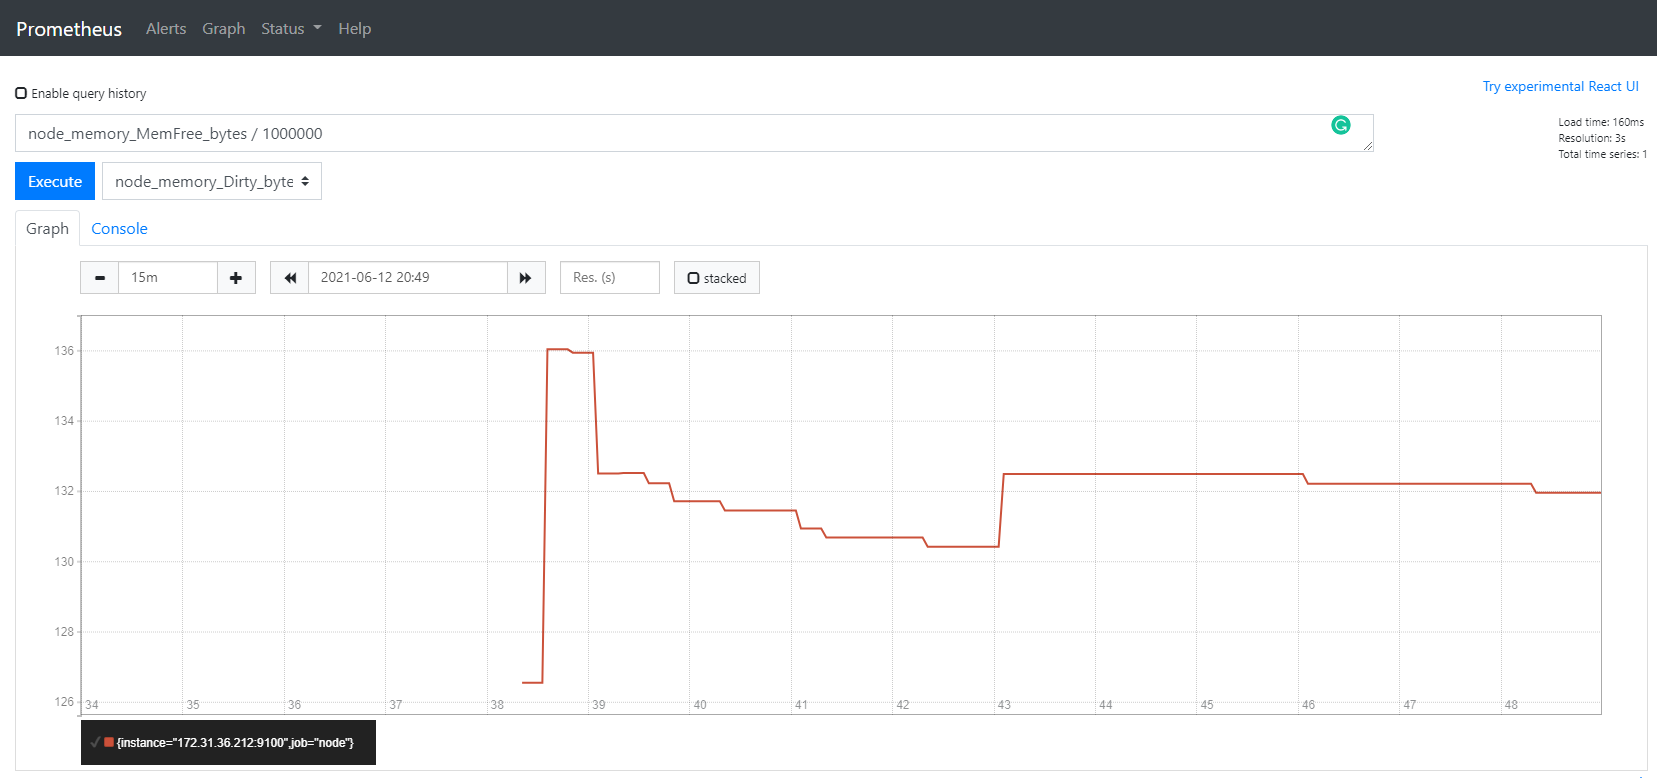 Prometheus Alerts Graph Status Help
Enable query history
Try experimental React UI
node_memory_MemFree_bytes / 1000000
Load time: 160ms
Resolution: 3s
Total time series: 1
Execute node_memory_Dirty_byte
Graph Console
15m 2021-06-12 20:49 Res. (s) stacked
136
134
132
130
128
126
34 35 36 37 38 39 40 41 42 43 44 45 46 47 48
{instance="172.31.36.212:9100",job="node"}